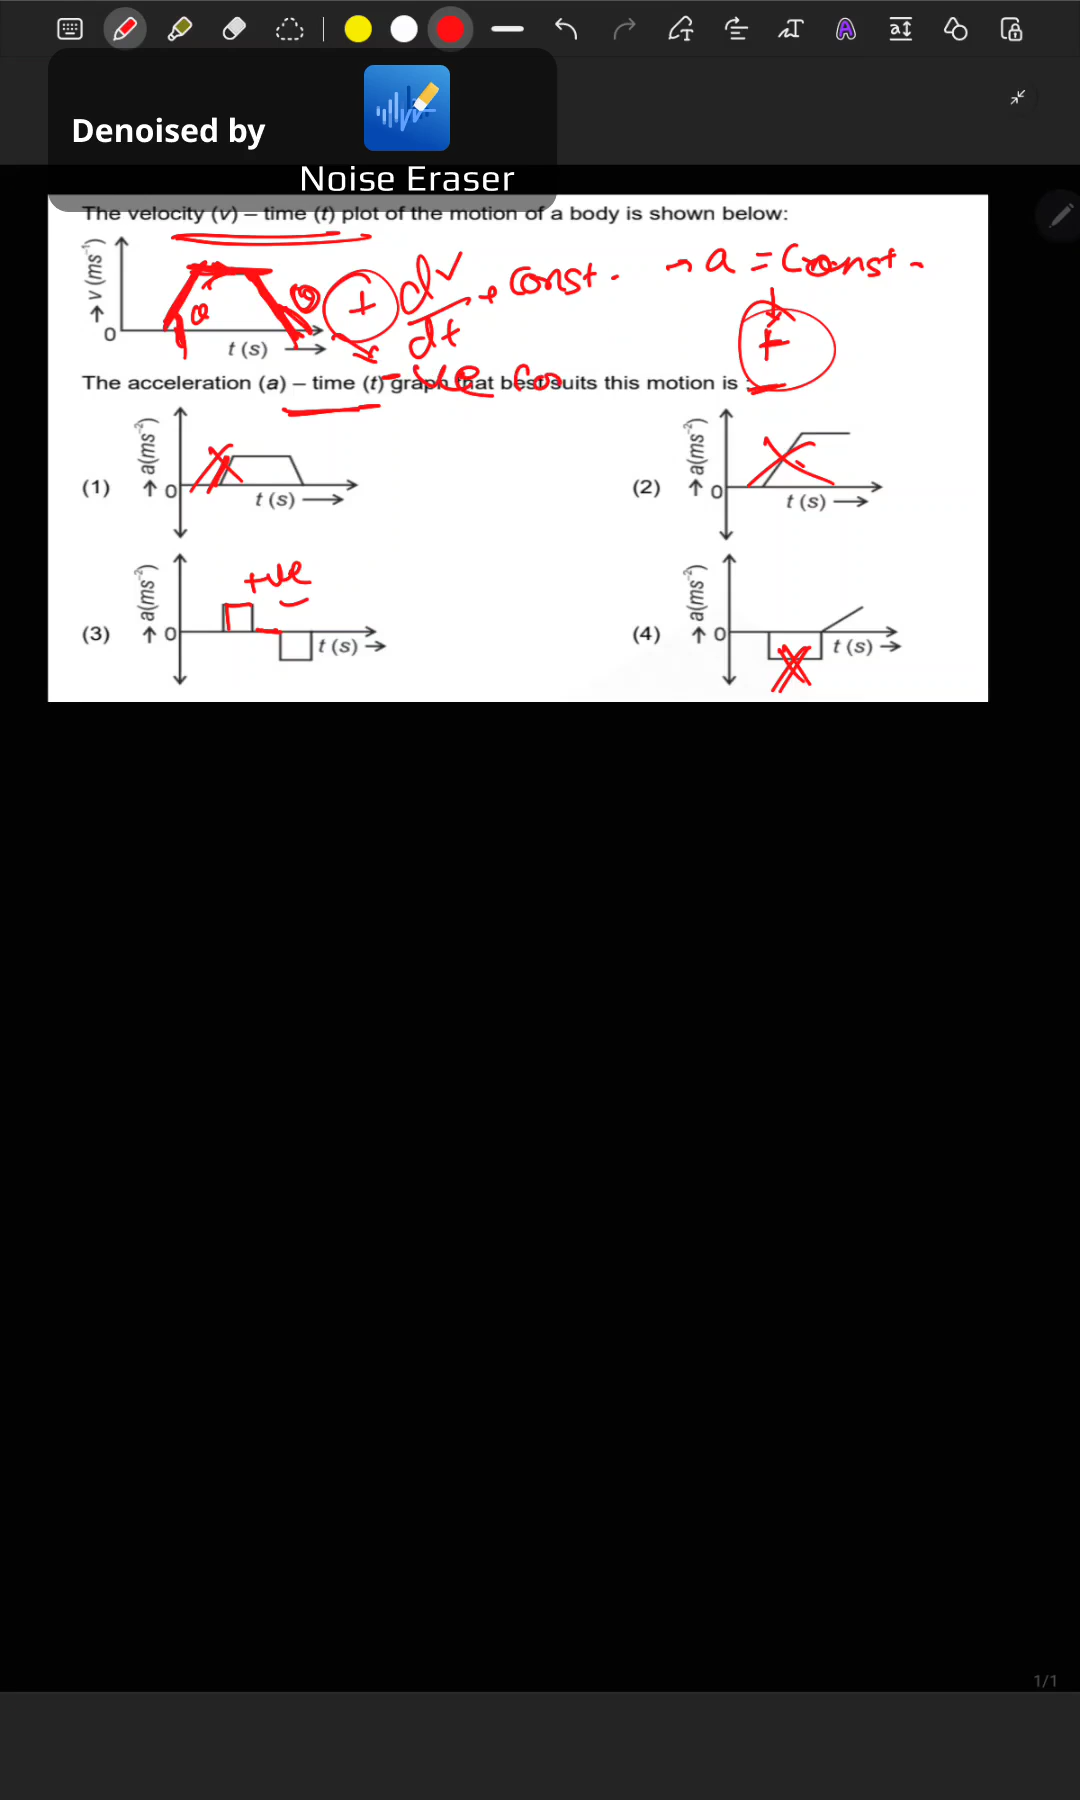 Denoised by
Noise Eraser
The velocity (v) – time (t) plot of the motion of a body is shown below:
v (ms⁻¹)
0
t (s)
θ
θ
+
dv
dt
→ const.
→ a = Const.
+
-ve co
The acceleration (a) – time (t) graph that best suits this motion is :
(1)
a(ms⁻²)
0
t (s)
(2)
a(ms⁻²)
0
t (s)
(3)
a(ms⁻²)
0
+ve
t (s)
(4)
a(ms⁻²)
0
t (s)
1/1